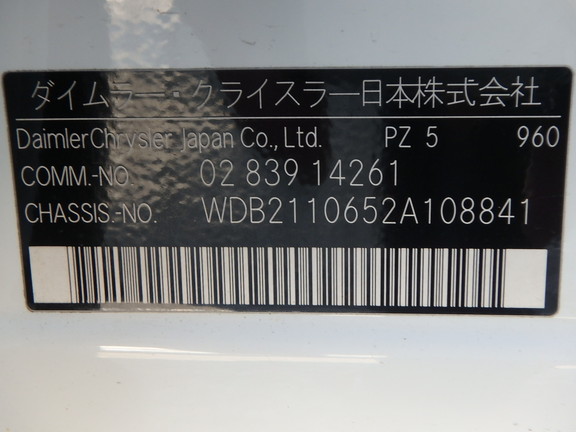 ダイムラー・クライスラー日本株式会社
DaimlerChrysler Japan Co., Ltd. PZ 5 960
COMM.-NO. 02 839 14261
CHASSIS.-NO. WDB2110652A108841